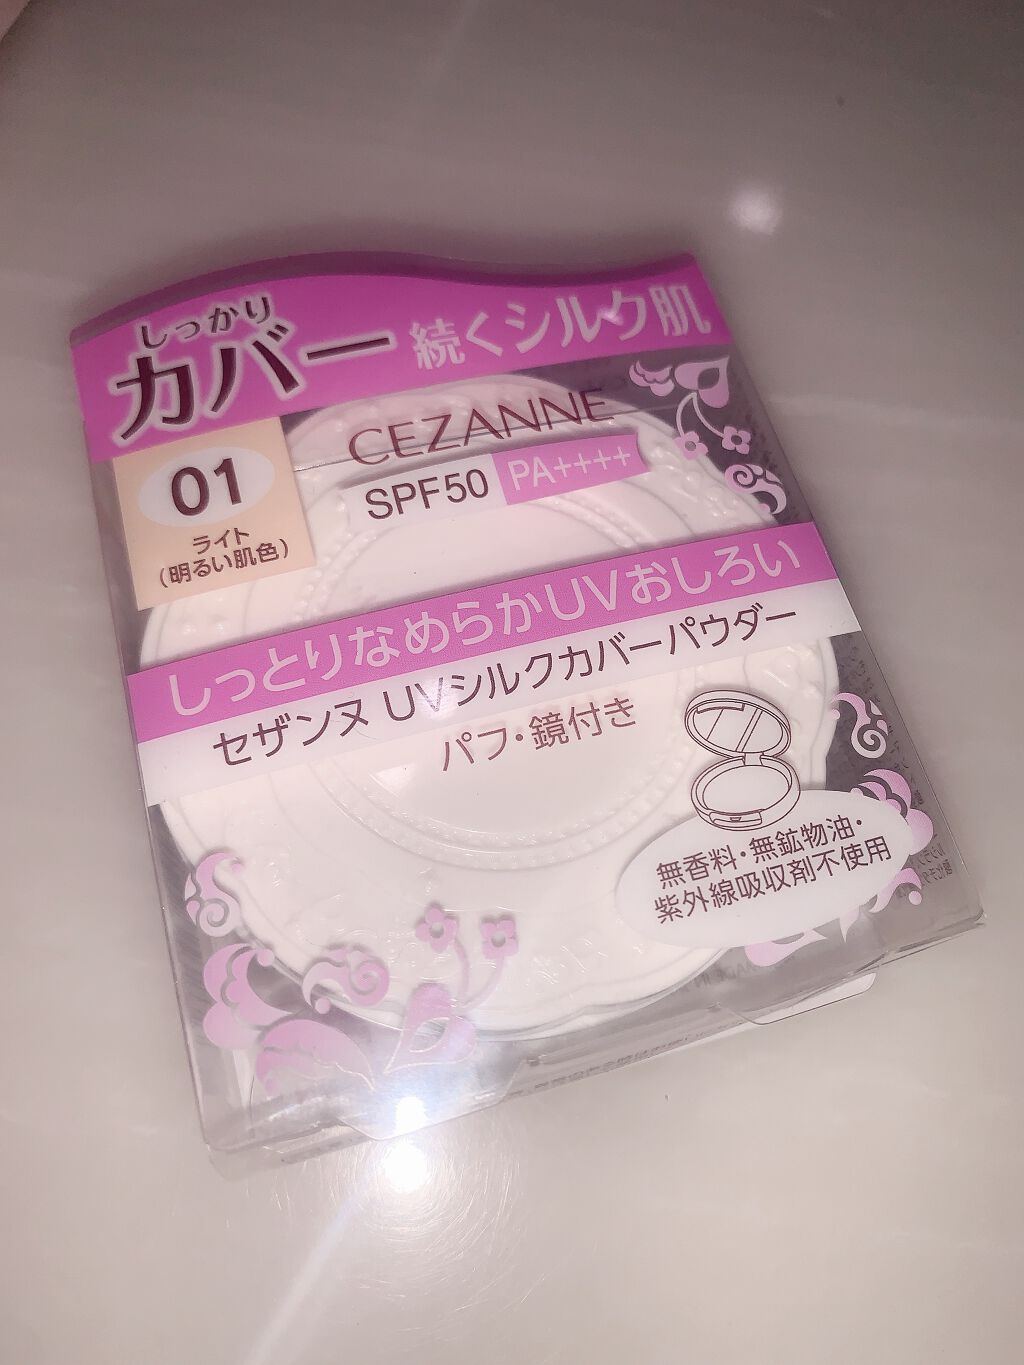 しっかり
カバー 続くシルク肌
CEZANNE
SPF50 PA++++
01
ライト
(明るい肌色)
しっとりなめらかUVおしろい
セザンヌ UVシルクカバーパウダー
パフ・鏡付き
無香料・無鉱物油・
紫外線吸収剤不使用